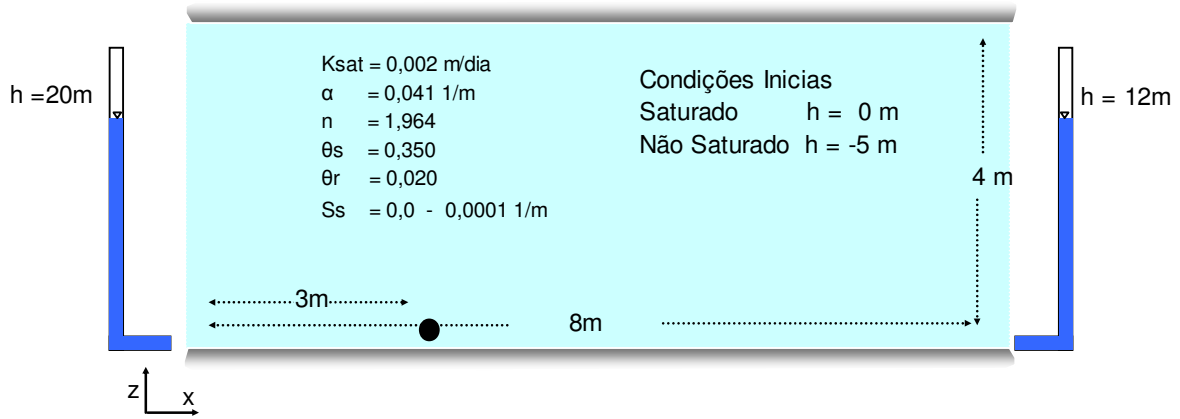 h =20m
Ksat = 0,002 m/dia
α = 0,041 1/m
n = 1,964
θs = 0,350
θr = 0,020
Ss = 0,0 - 0,0001 1/m
Condições Inicias
Saturado h = 0 m
Não Saturado h = -5 m
h = 12m
4 m
3m
8m
z
x